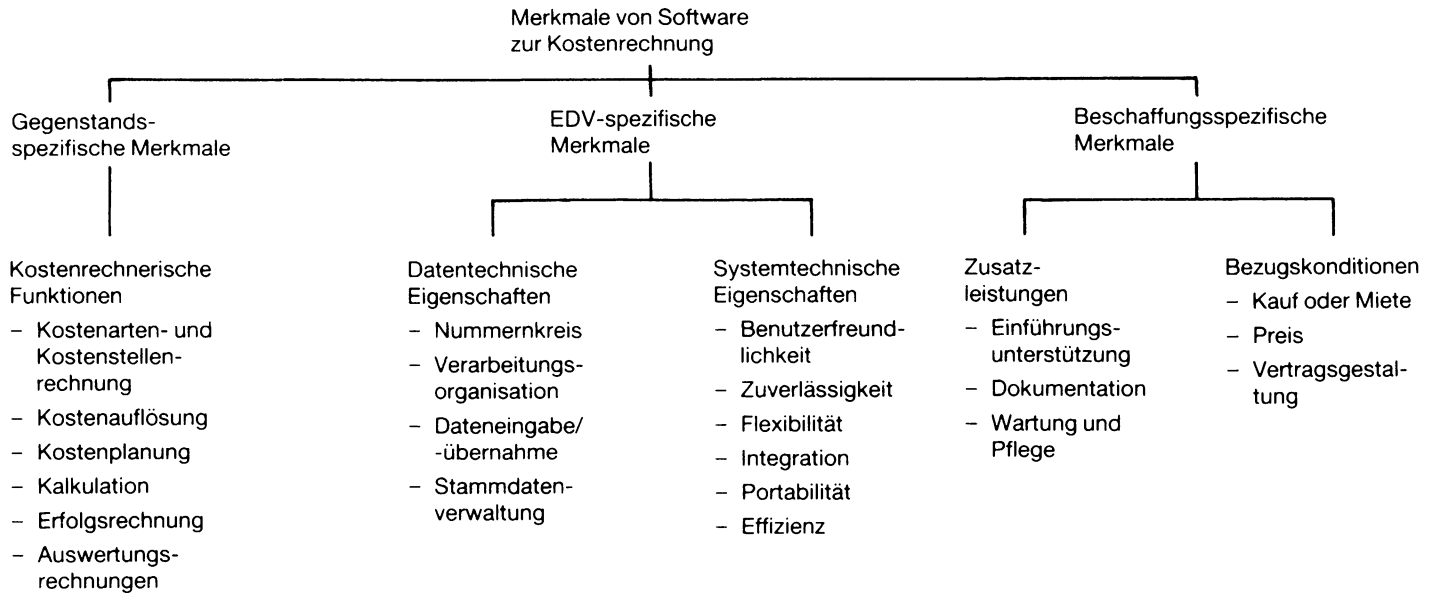 Merkmale von Software
zur Kostenrechnung
Gegenstands-
spezifische Merkmale
EDV-spezifische
Merkmale
Beschaffungsspezifische
Merkmale
Kostenrechnerische
Funktionen
– Kostenarten- und
Kostenstellen-
rechnung
– Kostenauflösung
– Kostenplanung
– Kalkulation
– Erfolgsrechnung
– Auswertungs-
rechnungen
Datentechnische
Eigenschaften
– Nummernkreis
– Verarbeitungs-
organisation
– Dateneingabe/
-übernahme
– Stammdaten-
verwaltung
Systemtechnische
Eigenschaften
– Benutzerfreund-
lichkeit
– Zuverlässigkeit
– Flexibilität
– Integration
– Portabilität
– Effizienz
Zusatz-
leistungen
– Einführungs-
unterstützung
– Dokumentation
– Wartung und
Pflege
Bezugskonditionen
– Kauf oder Miete
– Preis
– Vertragsgestal-
tung